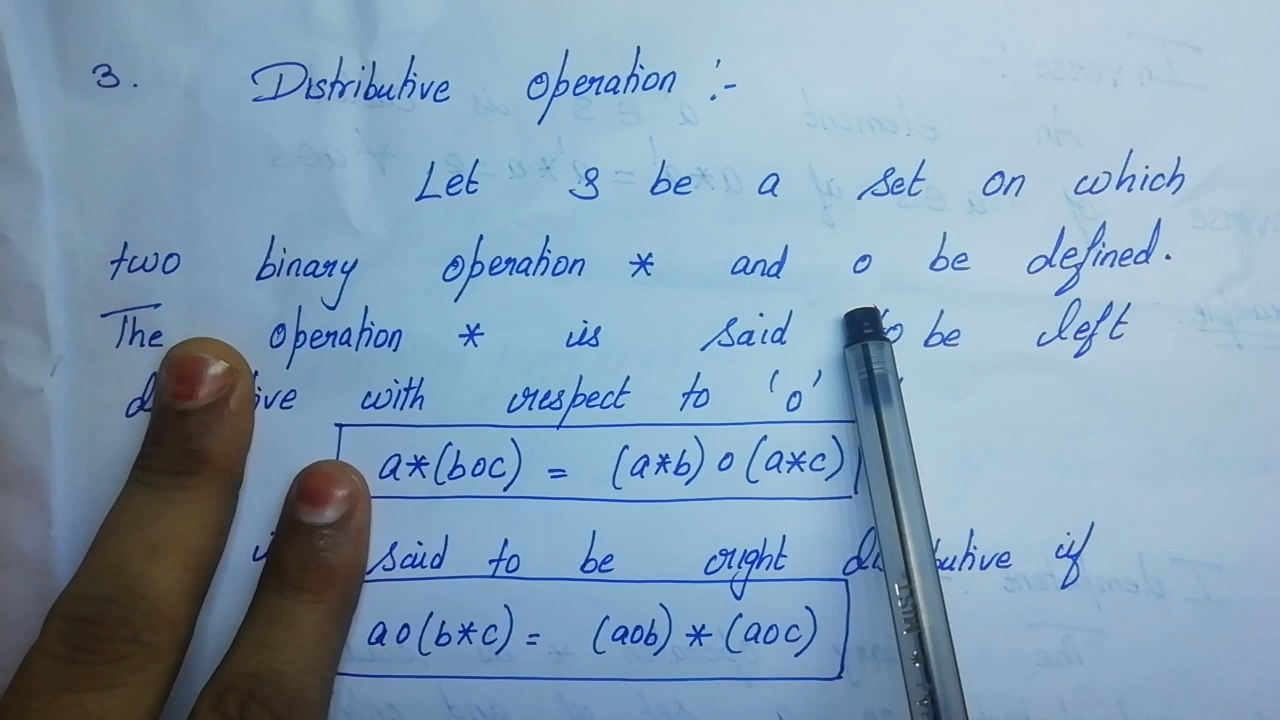 3. Distributive operation :-
Let S be a set on which
two binary operation * and o be defined.
The operation * is said to be left
with respect to 'o'
a*(boc) = (a*b) o (a*c)
said to be right if
ao(b*c) = (aob) * (aoc)